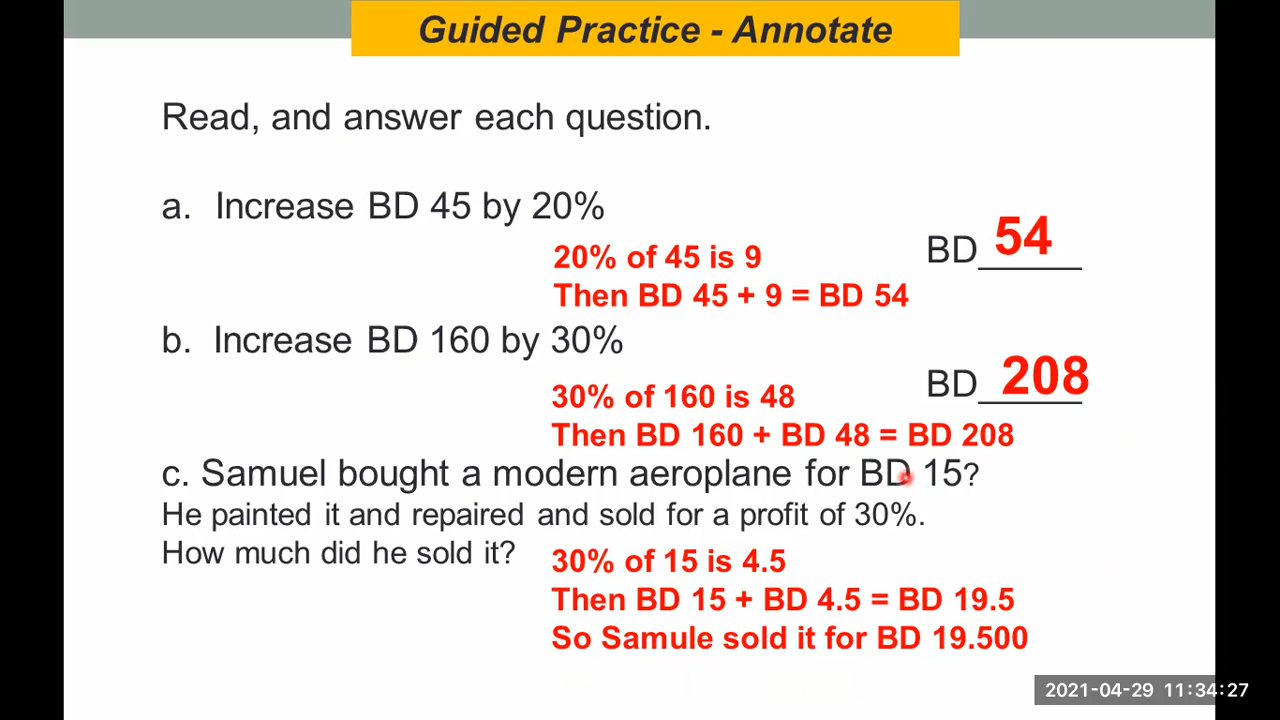 Guided Practice - Annotate
Read, and answer each question.
a. Increase BD 45 by 20%
BD______ 54
20% of 45 is 9
Then BD 45 + 9 = BD 54
b. Increase BD 160 by 30%
BD______ 208
30% of 160 is 48
Then BD 160 + BD 48 = BD 208
c. Samuel bought a modern aeroplane for BD 15?
He painted it and repaired and sold for a profit of 30%.
How much did he sold it?
30% of 15 is 4.5
Then BD 15 + BD 4.5 = BD 19.5
So Samule sold it for BD 19.500
2021-04-29 11:34:27